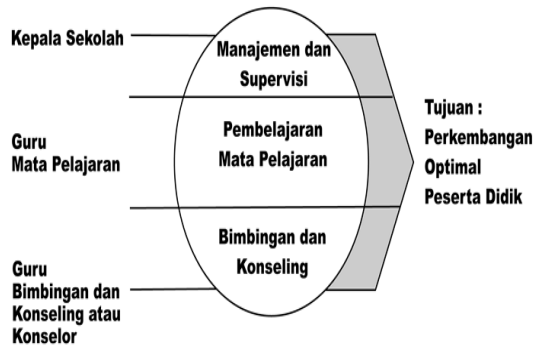 Kepala Sekolah
Manajemen dan
Supervisi
Guru
Mata Pelajaran
Pembelajaran
Mata Pelajaran
Guru
Bimbingan dan
Konseling atau
Konselor
Bimbingan dan
Konseling
Tujuan :
Perkembangan
Optimal
Peserta Didik